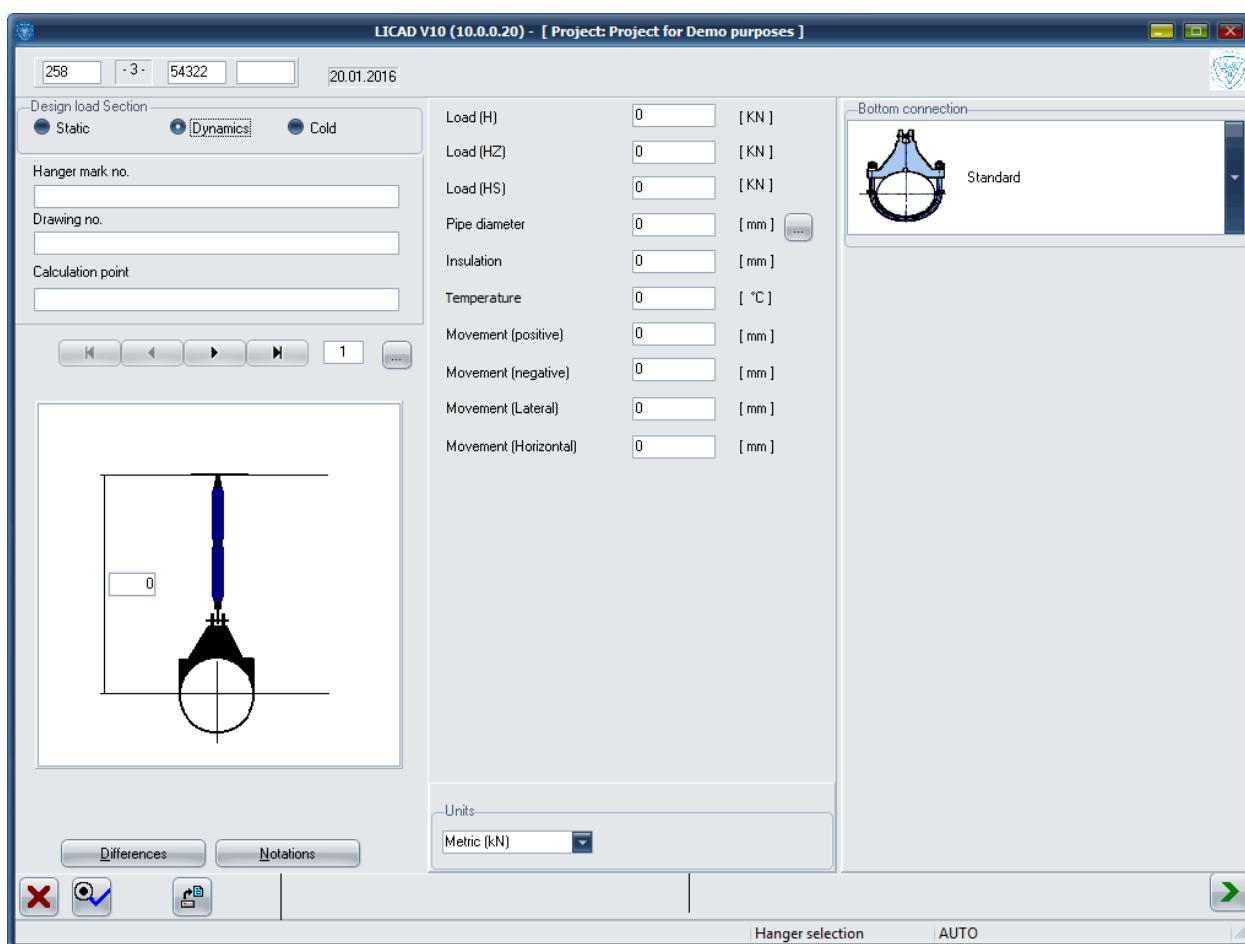 LICAD V10 (10.0.0.20) - [ Project: Project for Demo purposes ]
258 - 3 - 54322 20.01.2016
Design load Section
Static Dynamics Cold
Hanger mark no.
Drawing no.
Calculation point
1 ...
0
Differences Notations
Load (H) 0 [ KN ]
Load (HZ) 0 [ KN ]
Load (HS) 0 [ KN ]
Pipe diameter 0 [ mm ] ...
Insulation 0 [ mm ]
Temperature 0 [ °C ]
Movement (positive) 0 [ mm ]
Movement (negative) 0 [ mm ]
Movement (Lateral) 0 [ mm ]
Movement (Horizontal) 0 [ mm ]
Units
Metric (kN)
Bottom connection
Standard
Hanger selection AUTO